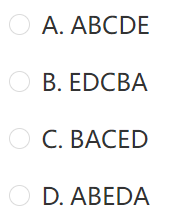 A. ABCDE
B. EDCBA
C. BACED
D. ABEDA